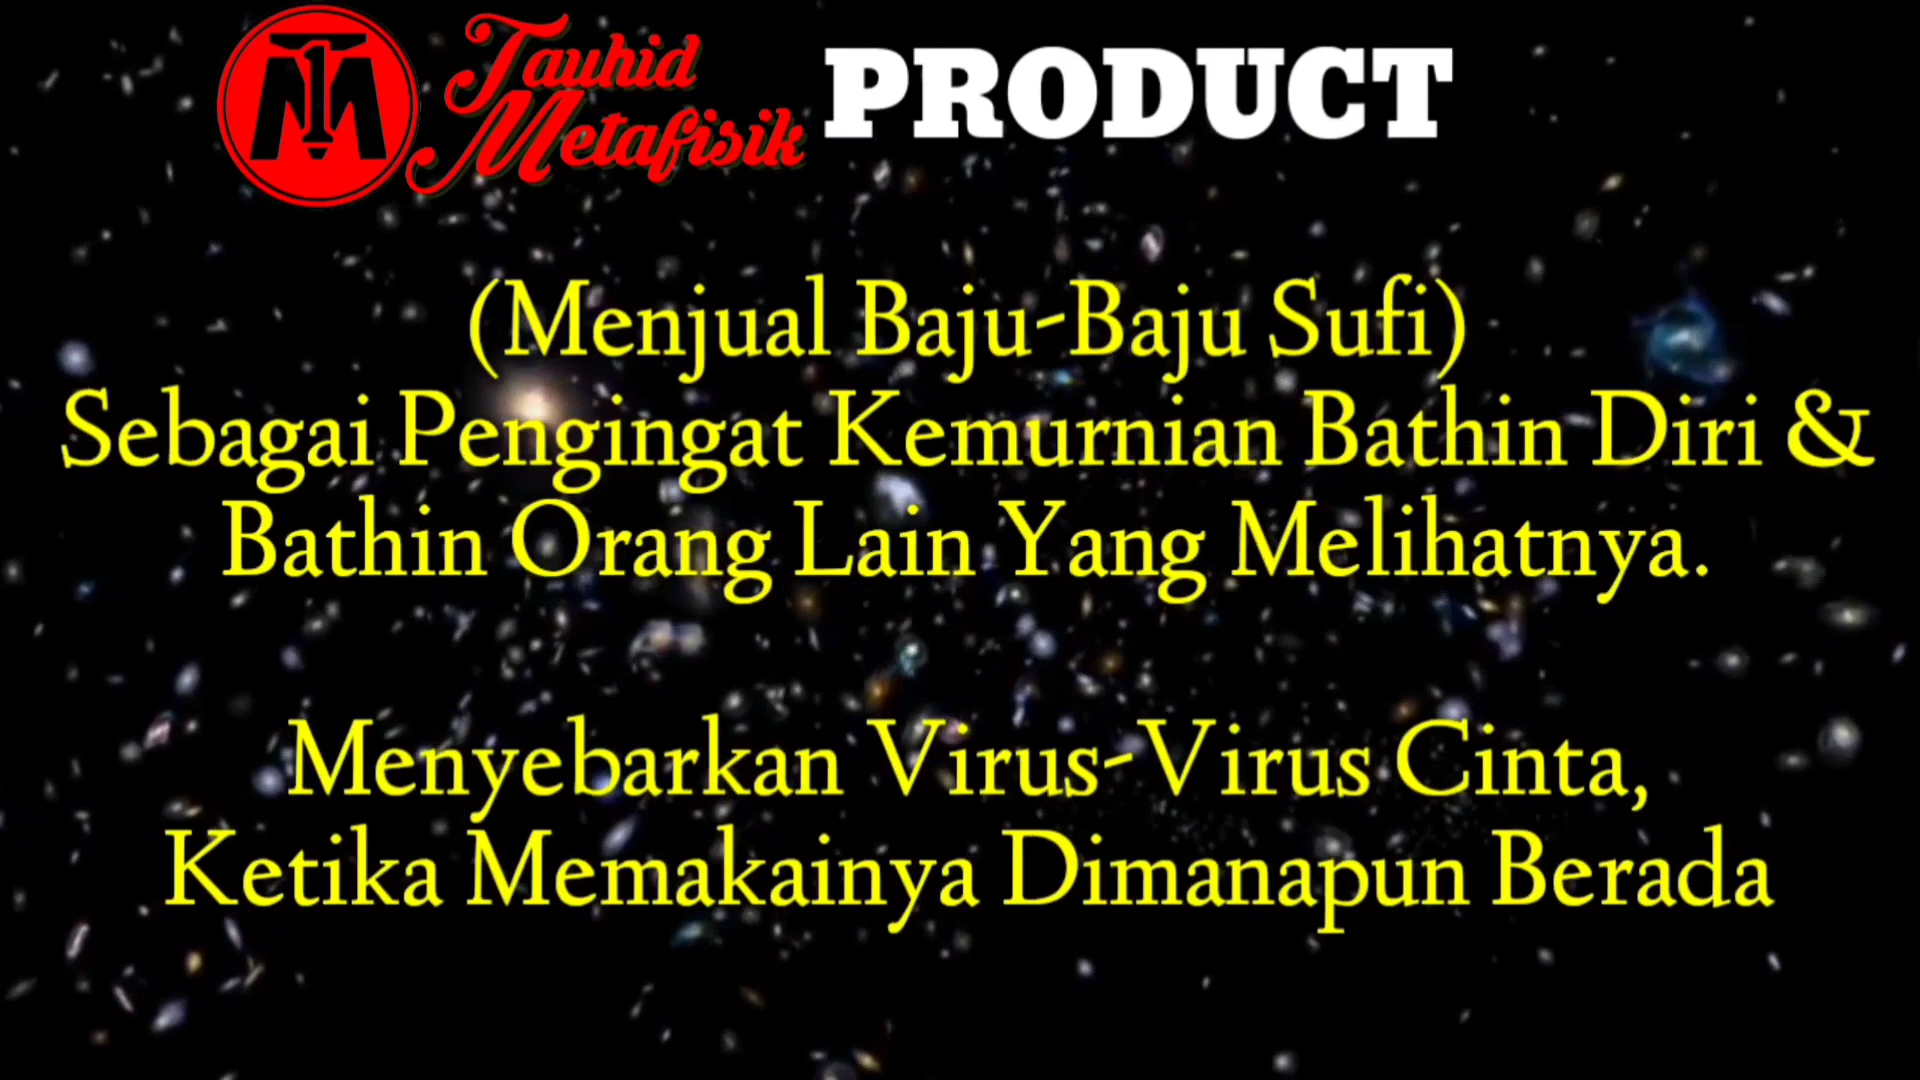 Tauhid
Metafisik
PRODUCT
(Menjual Baju-Baju Sufi)
Sebagai Pengingat Kemurnian Bathin Diri &
Bathin Orang Lain Yang Melihatnya.
Menyebarkan Virus-Virus Cinta,
Ketika Memakainya Dimanapun Berada